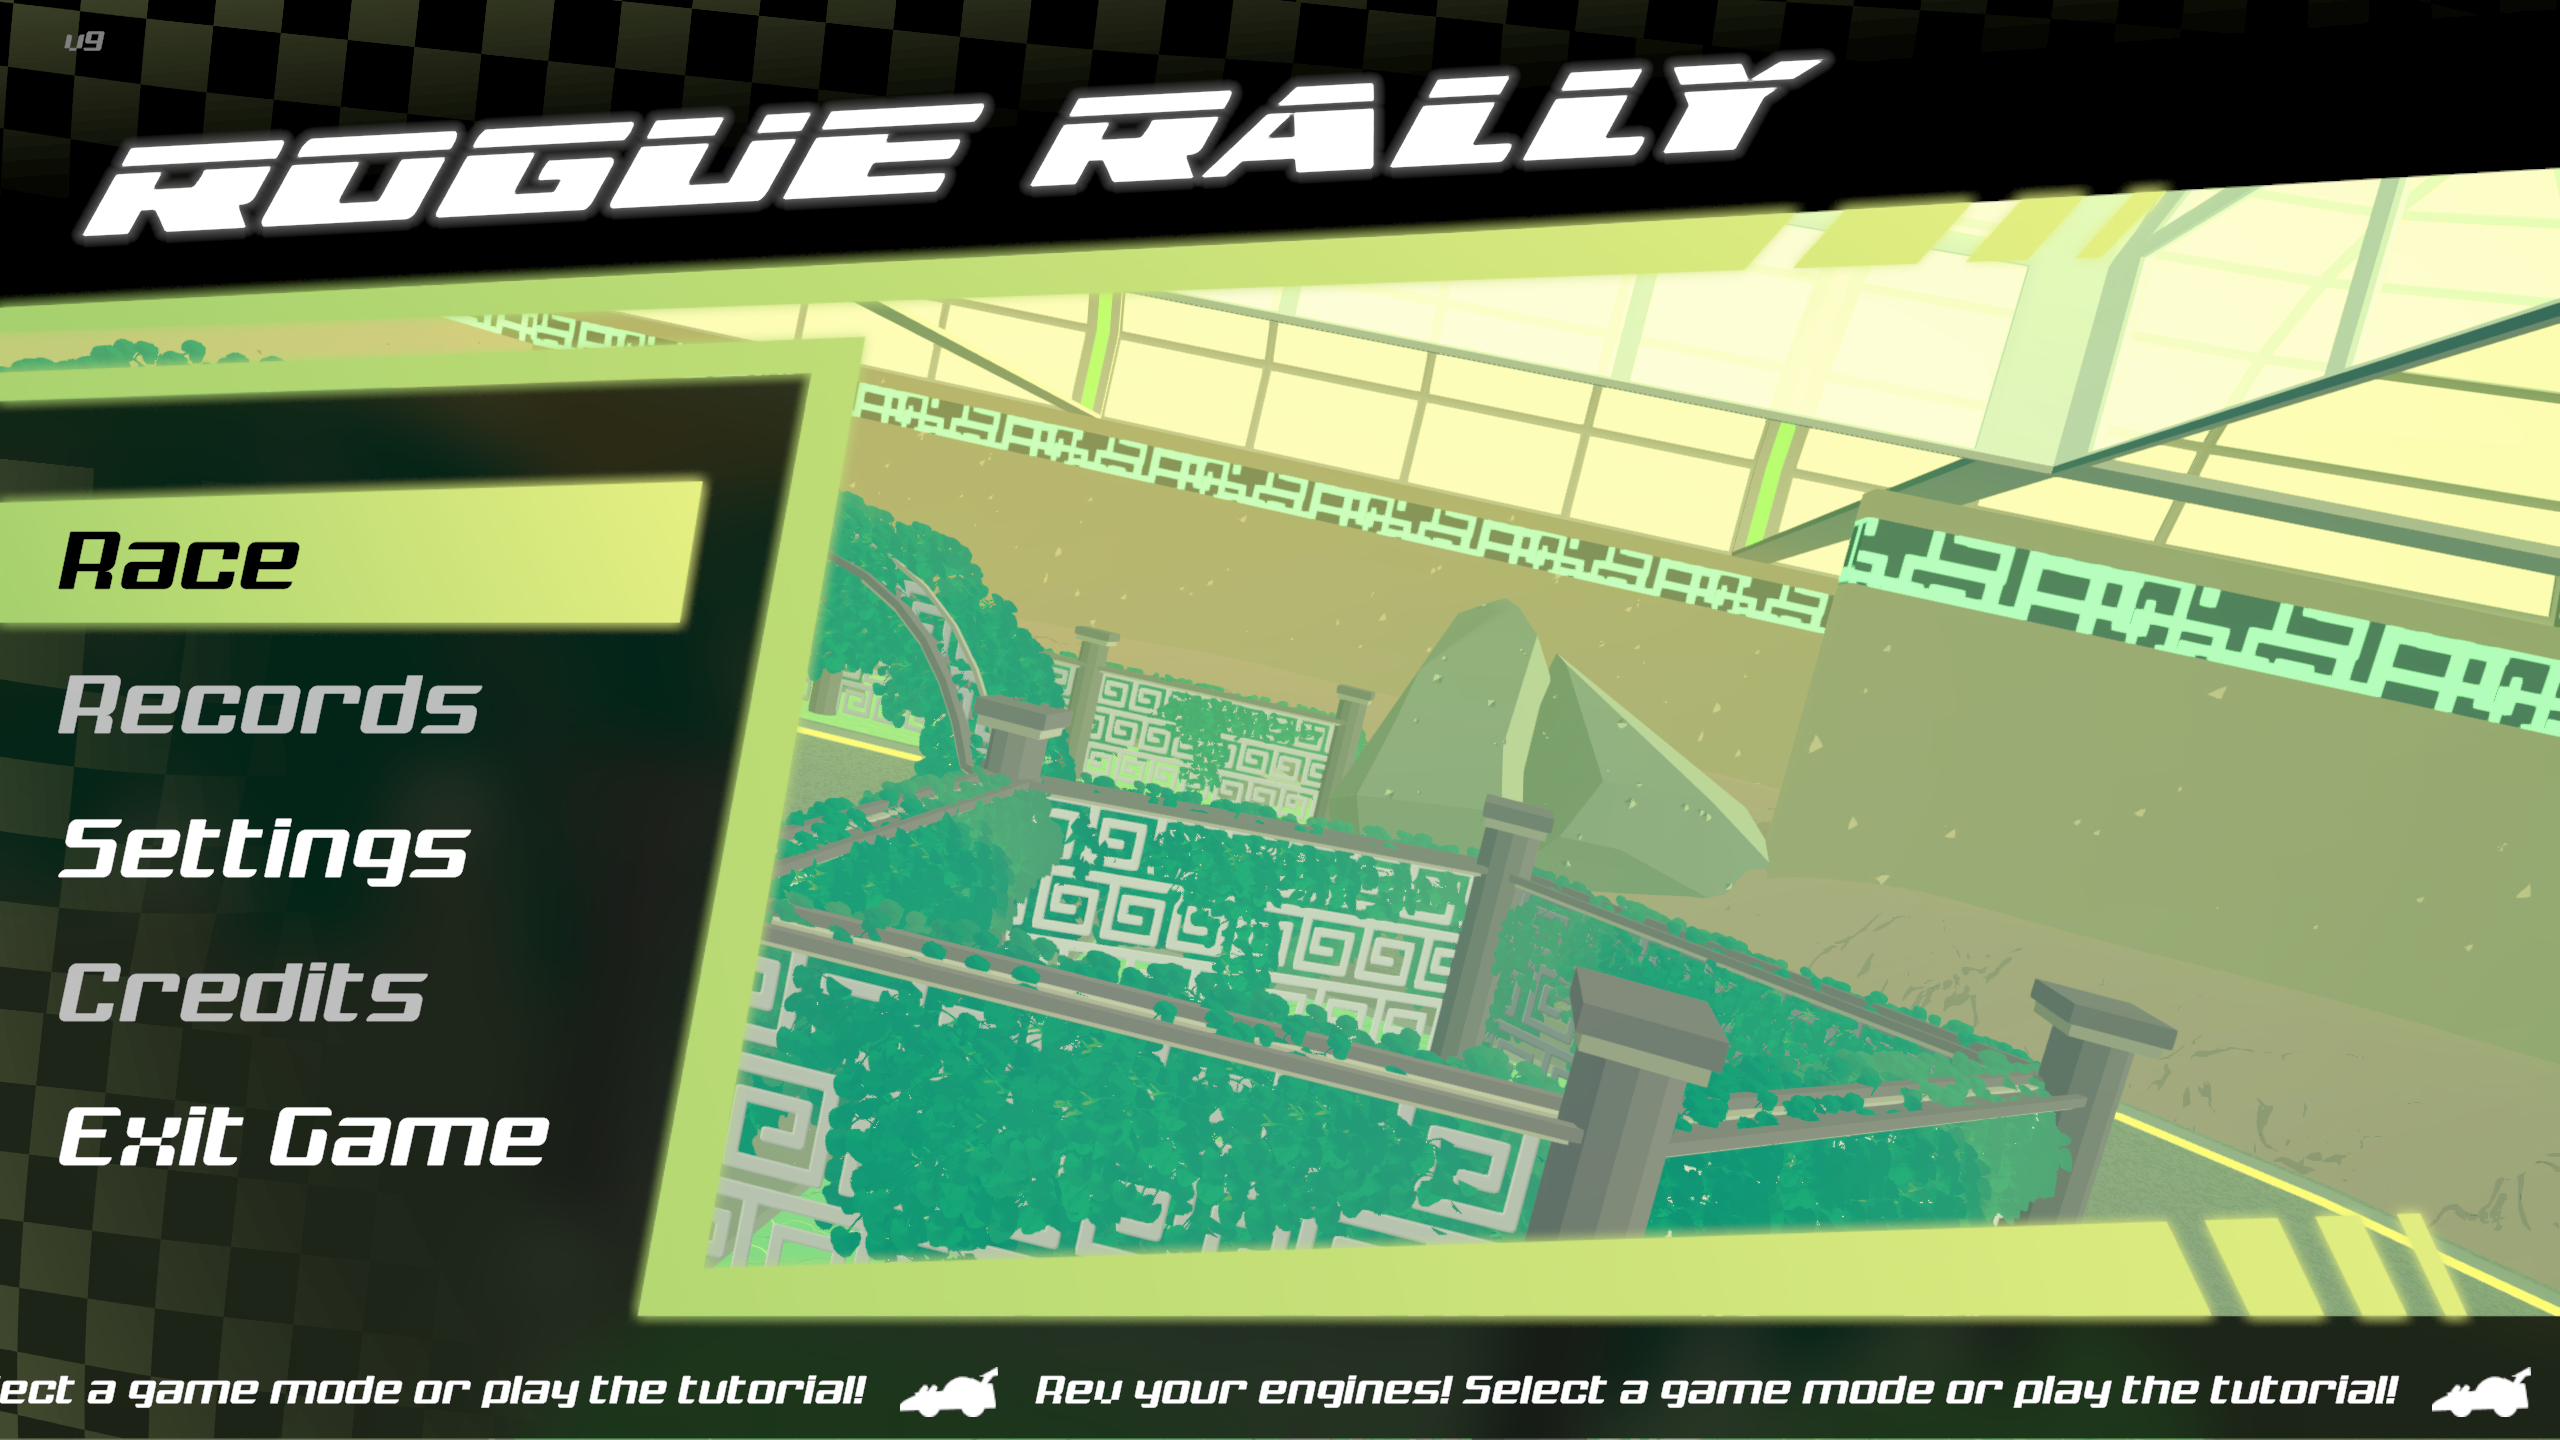 v9
ROGUE RALLY
Race
Records
Settings
Credits
Exit Game
ect a game mode or play the tutorial! Rev your engines! Select a game mode or play the tutorial!